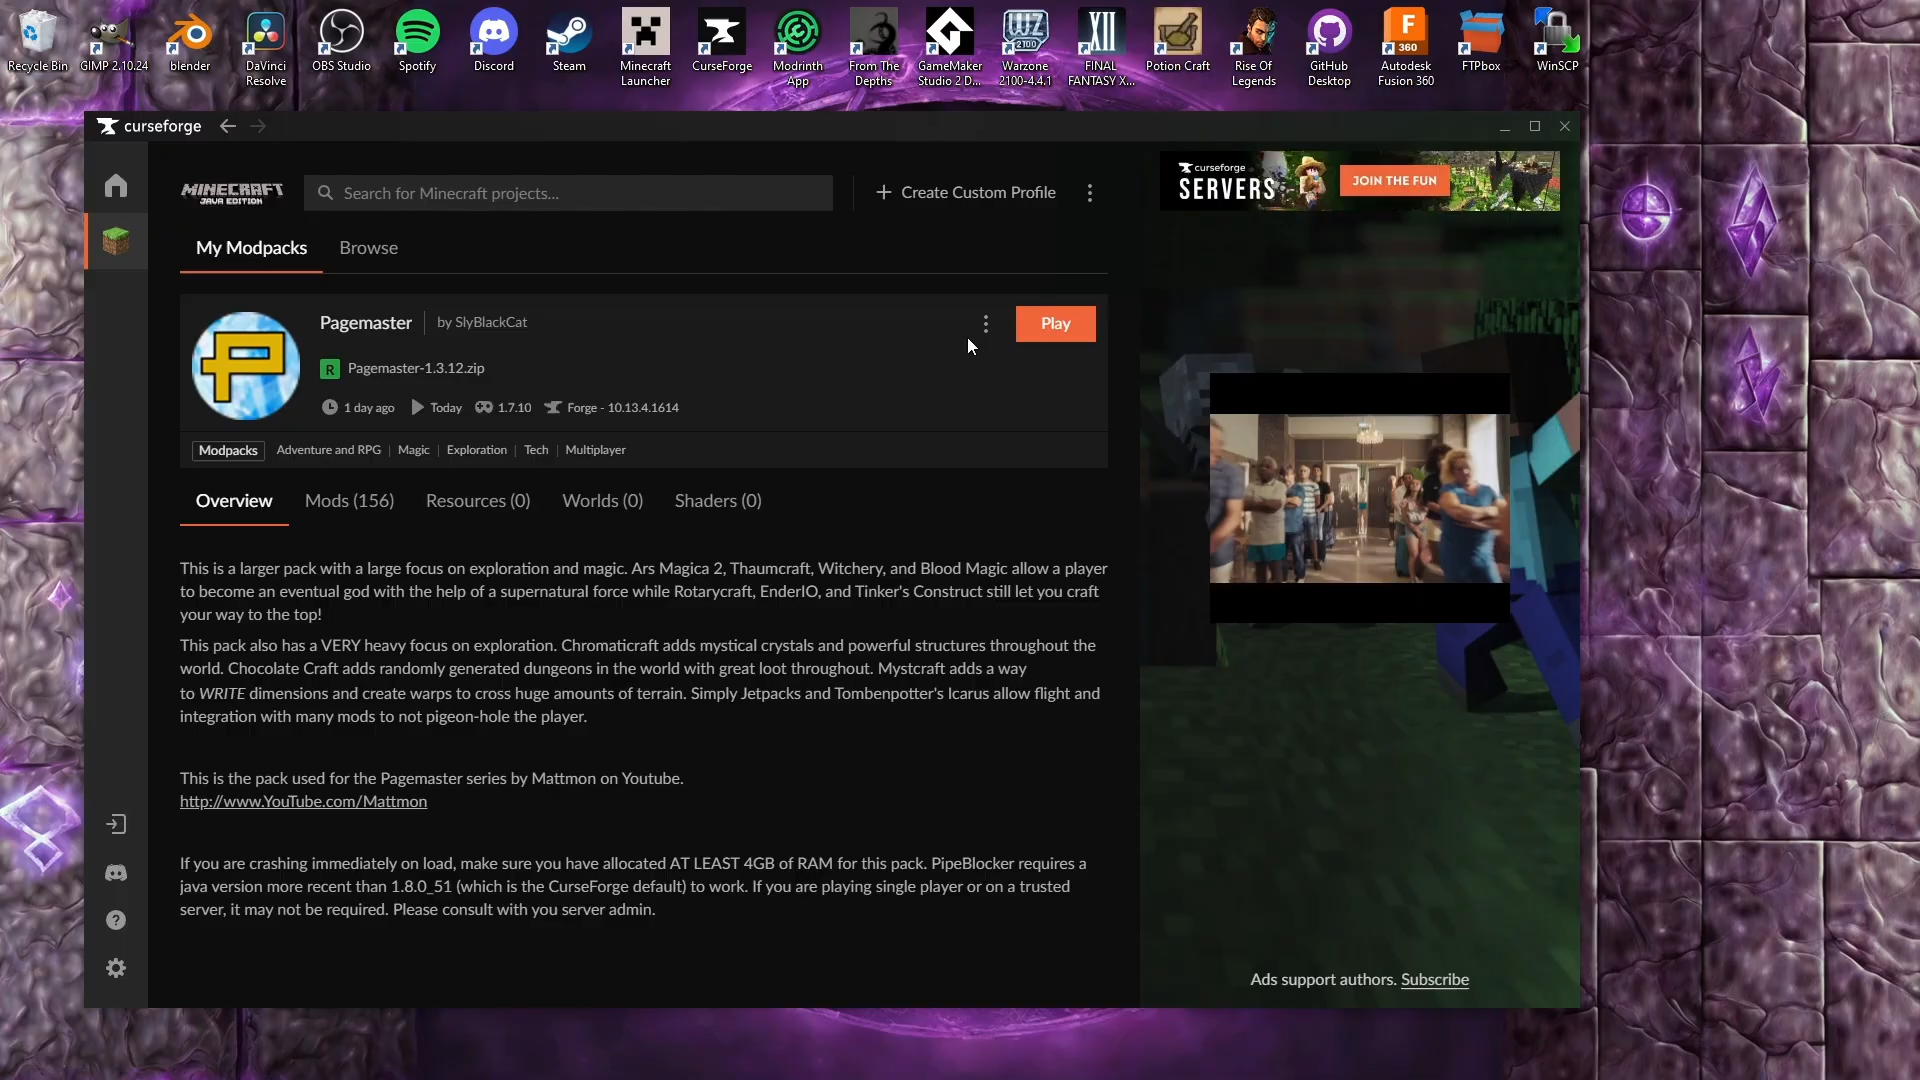 Recycle Bin
GIMP 2.10.24
blender
DaVinci
Resolve
OBS Studio
Spotify
Discord
Steam
Minecraft
Launcher
CurseForge
Modrinth
App
From The
Depths
GameMaker
Studio 2 D...
WZ
2100
Warzone
2100-4.4.1
XII
FINAL
FANTASY X...
Potion Craft
Rise Of
Legends
GitHub
Desktop
F
360
Autodesk
Fusion 360
FTPbox
WinSCP
curseforge
MINECRAFT
JAVA EDITION
Search for Minecraft projects...
Create Custom Profile
curseforge
SERVERS
JOIN THE FUN
My Modpacks
Browse
P
Pagemaster
by SlyBlackCat
Play
R
Pagemaster-1.3.12.zip
1 day ago
Today
1.7.10
Forge - 10.13.4.1614
Modpacks
Adventure and RPG | Magic | Exploration | Tech | Multiplayer
Overview
Mods (156)
Resources (0)
Worlds (0)
Shaders (0)
This is a larger pack with a large focus on exploration and magic. Ars Magica 2, Thaumcraft, Witchery, and Blood Magic allow a player
to become an eventual god with the help of a supernatural force while Rotarycraft, EnderIO, and Tinker's Construct still let you craft
your way to the top!
This pack also has a VERY heavy focus on exploration. Chromaticraft adds mystical crystals and powerful structures throughout the
world. Chocolate Craft adds randomly generated dungeons in the world with great loot throughout. Mystcraft adds a way
to WRITE dimensions and create warps to cross huge amounts of terrain. Simply Jetpacks and Tombenpotter's Icarus allow flight and
integration with many mods to not pigeon-hole the player.
This is the pack used for the Pagemaster series by Mattmon on Youtube.
http://www.YouTube.com/Mattmon
If you are crashing immediately on load, make sure you have allocated AT LEAST 4GB of RAM for this pack. PipeBlocker requires a
java version more recent than 1.8.0_51 (which is the CurseForge default) to work. If you are playing single player or on a trusted
server, it may not be required. Please consult with you server admin.
Ads support authors. Subscribe